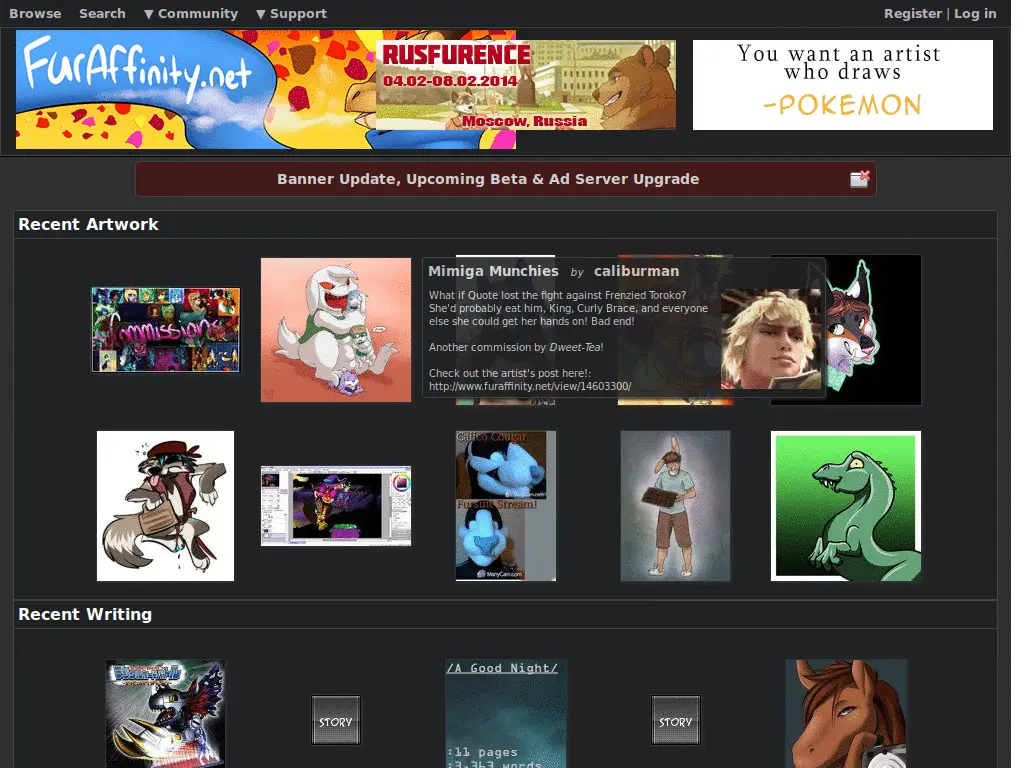 Browse Search ▼ Community ▼ Support Register | Log in
FurAffinity.net
RUSFURENCE
04.02-08.02.2014
Moscow, Russia
You want an artist
who draws
-POKEMON
Banner Update, Upcoming Beta & Ad Server Upgrade
Recent Artwork
Commissions
Mimiga Munchies by caliburman
What if Quote lost the fight against Frenzied Toroko?
She'd probably eat him, King, Curly Brace, and everyone
else she could get her hands on! Bad end!
Another commission by Dweet-Tea!
Check out the artist's post here!:
http://www.furaffinity.net/view/14603300/
Calico Cougar
ManyCam.com
Fursuit Stream!
ManyCam.com
Recent Writing
STORY
/A Good Night/
:11 pages
:3-363 words
STORY